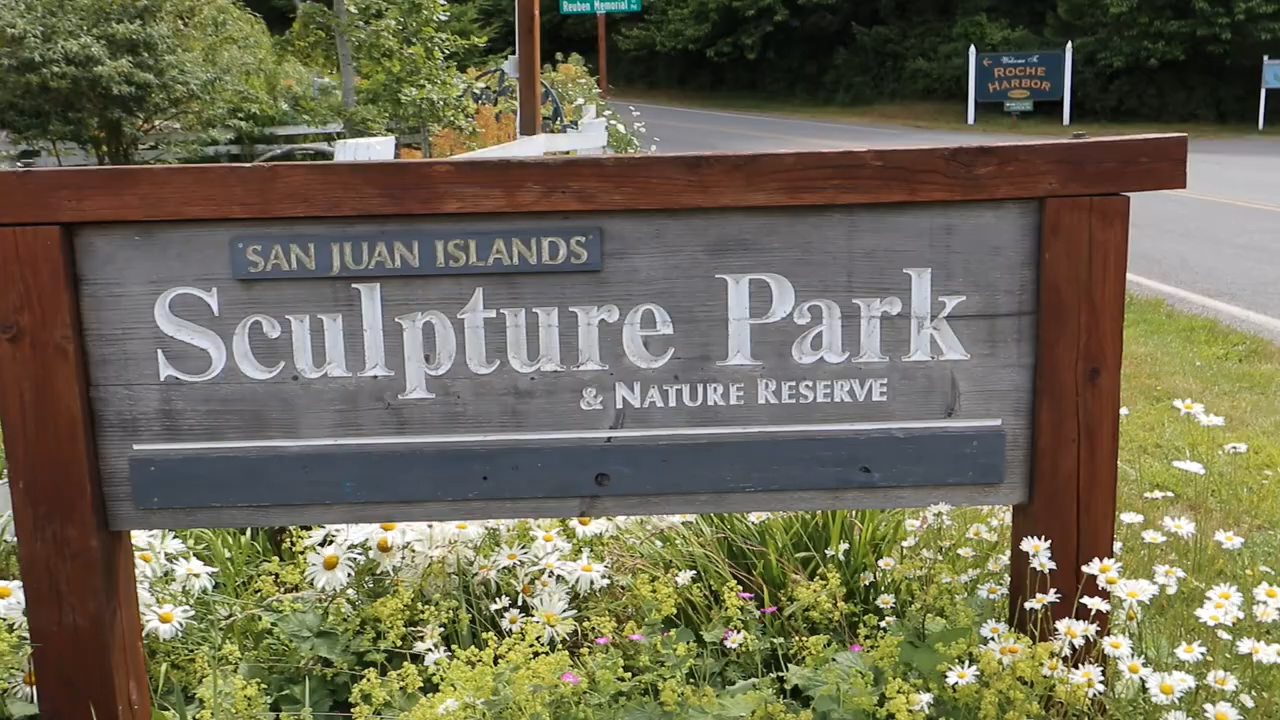 Reuben Memorial
Welcome To
ROCHE
HARBOR
SAN JUAN ISLANDS
Sculpture Park
& NATURE RESERVE